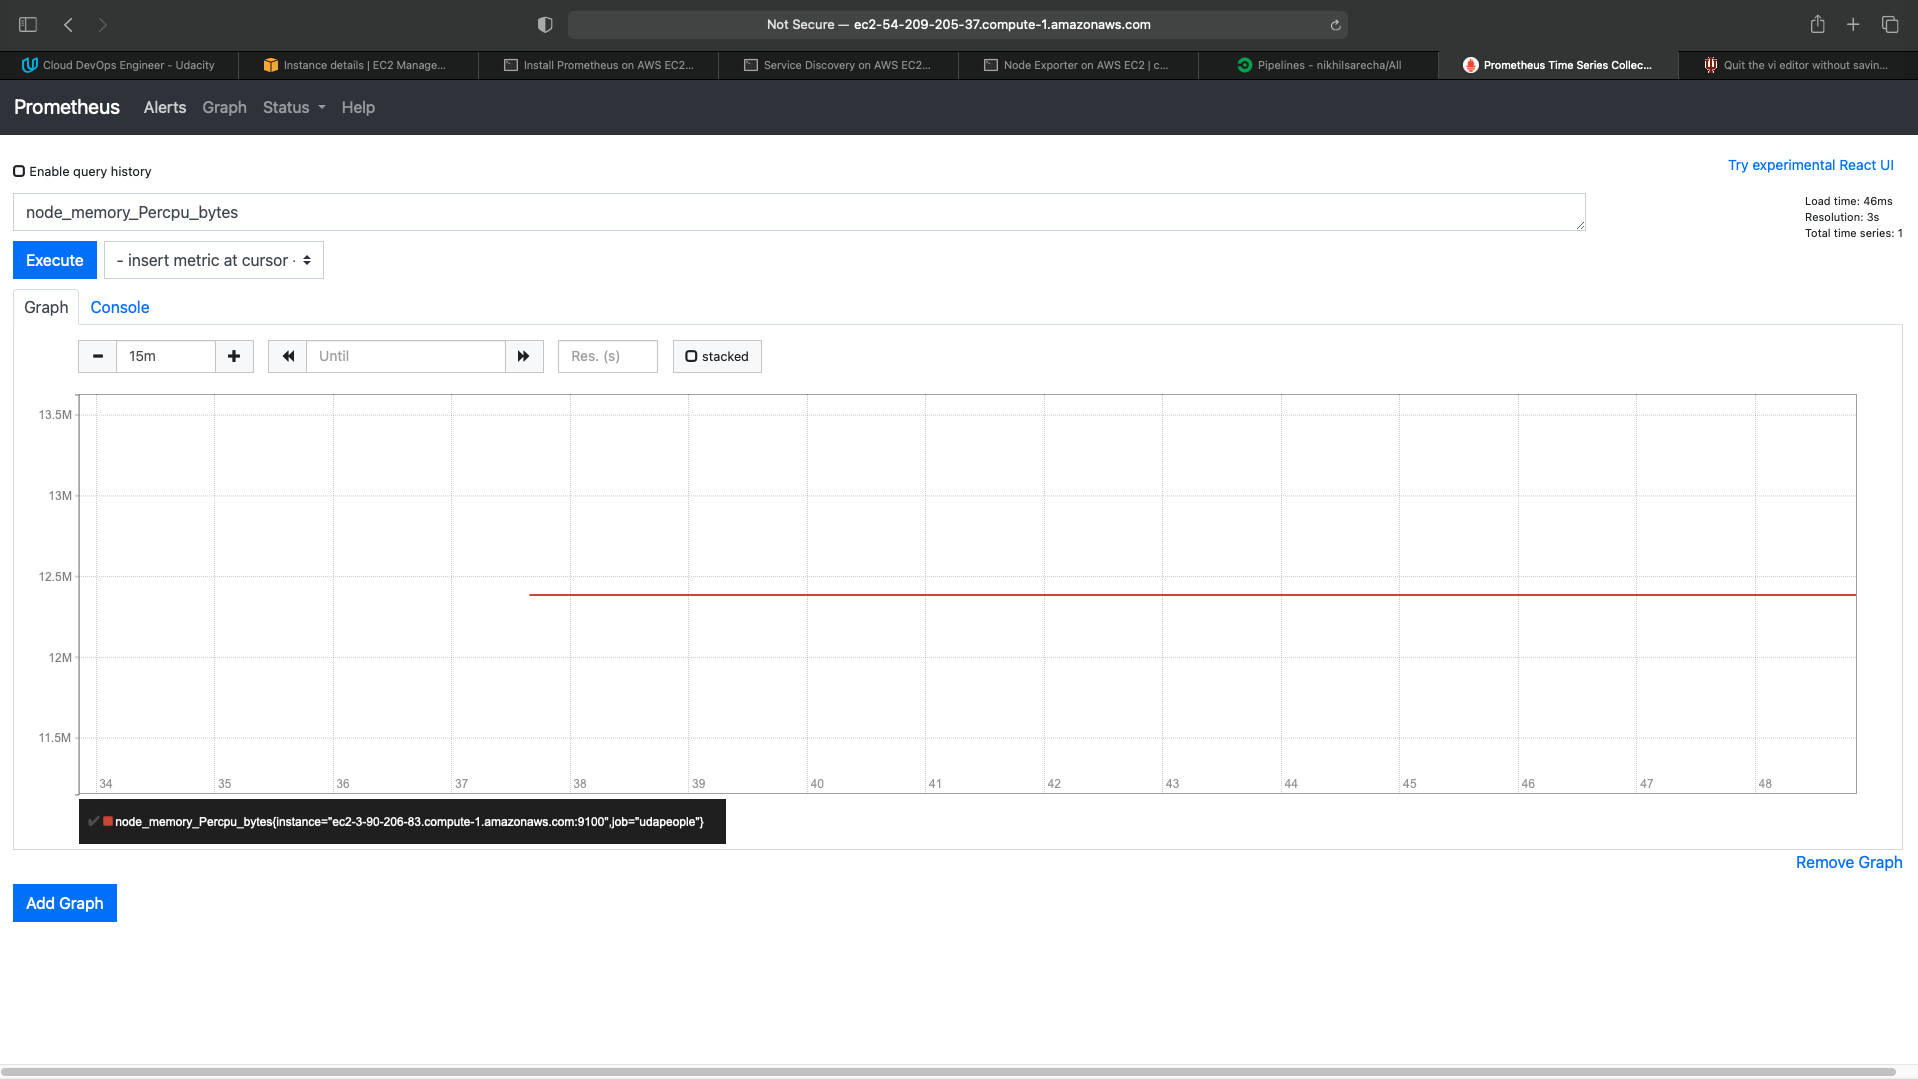 Not Secure — ec2-54-209-205-37.compute-1.amazonaws.com
Cloud DevOps Engineer - Udacity
Instance details | EC2 Manage...
Install Prometheus on AWS EC2...
Service Discovery on AWS EC2...
Node Exporter on AWS EC2 | c...
Pipelines - nikhilsarecha/All
Prometheus Time Series Collec...
Quit the vi editor without savin...
Prometheus Alerts Graph Status Help
Enable query history
Try experimental React UI
node_memory_Percpu_bytes
Load time: 46ms
Resolution: 3s
Total time series: 1
Execute
- insert metric at cursor -
Graph Console
15m
Until
Res. (s)
stacked
13.5M
13M
12.5M
12M
11.5M
34 35 36 37 38 39 40 41 42 43 44 45 46 47 48
node_memory_Percpu_bytes{instance="ec2-3-90-206-83.compute-1.amazonaws.com:9100",job="udapeople"}
Remove Graph
Add Graph